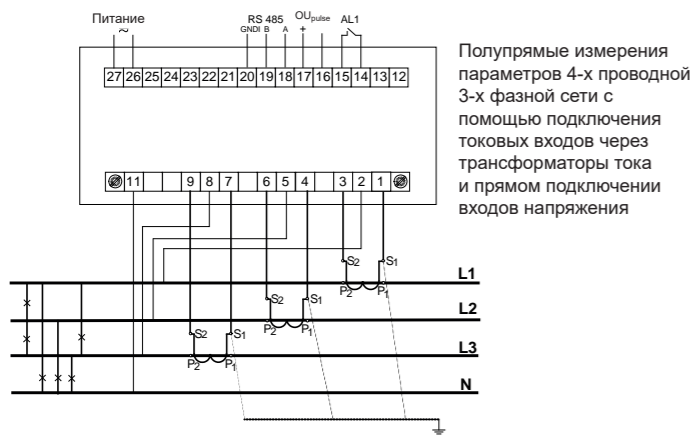 Питание
~
RS 485
GNDI B A
OUpulse
+
AL1
27 26 25 24 23 22 21 20 19 18 17 16 15 14 13 12
11 9 8 7 6 5 4 3 2 1
Полупрямые измерения
параметров 4-х проводной
3-х фазной сети с
помощью подключения
токовых входов через
трансформаторы тока
и прямом подключении
входов напряжения
S2 S1
L1
P2 P1
S2 S1
L2
P2 P1
S2 S1
L3
P2 P1
N